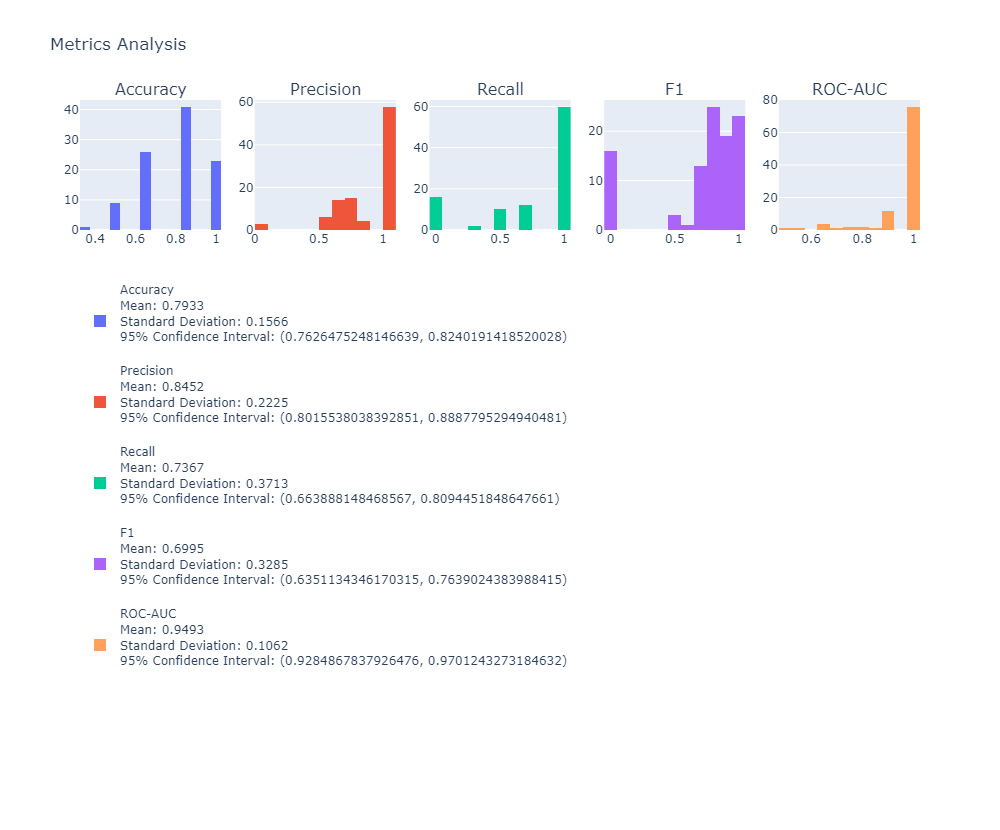 Metrics Analysis
Accuracy Precision Recall F1 ROC-AUC
40
30
20
10
0
0.4 0.6 0.8 1
60
40
20
0
0 0.5 1
60
40
20
0
0 0.5 1
20
10
0
0 0.5 1
80
60
40
20
0
0.6 0.8 1
Accuracy
Mean: 0.7933
Standard Deviation: 0.1566
95% Confidence Interval: (0.7626475248146639, 0.8240191418520028)
Precision
Mean: 0.8452
Standard Deviation: 0.2225
95% Confidence Interval: (0.8015538038392851, 0.8887795294940481)
Recall
Mean: 0.7367
Standard Deviation: 0.3713
95% Confidence Interval: (0.663888148468567, 0.8094451848647661)
F1
Mean: 0.6995
Standard Deviation: 0.3285
95% Confidence Interval: (0.6351134346170315, 0.7639024383988415)
ROC-AUC
Mean: 0.9493
Standard Deviation: 0.1062
95% Confidence Interval: (0.9284867837926476, 0.9701243273184632)